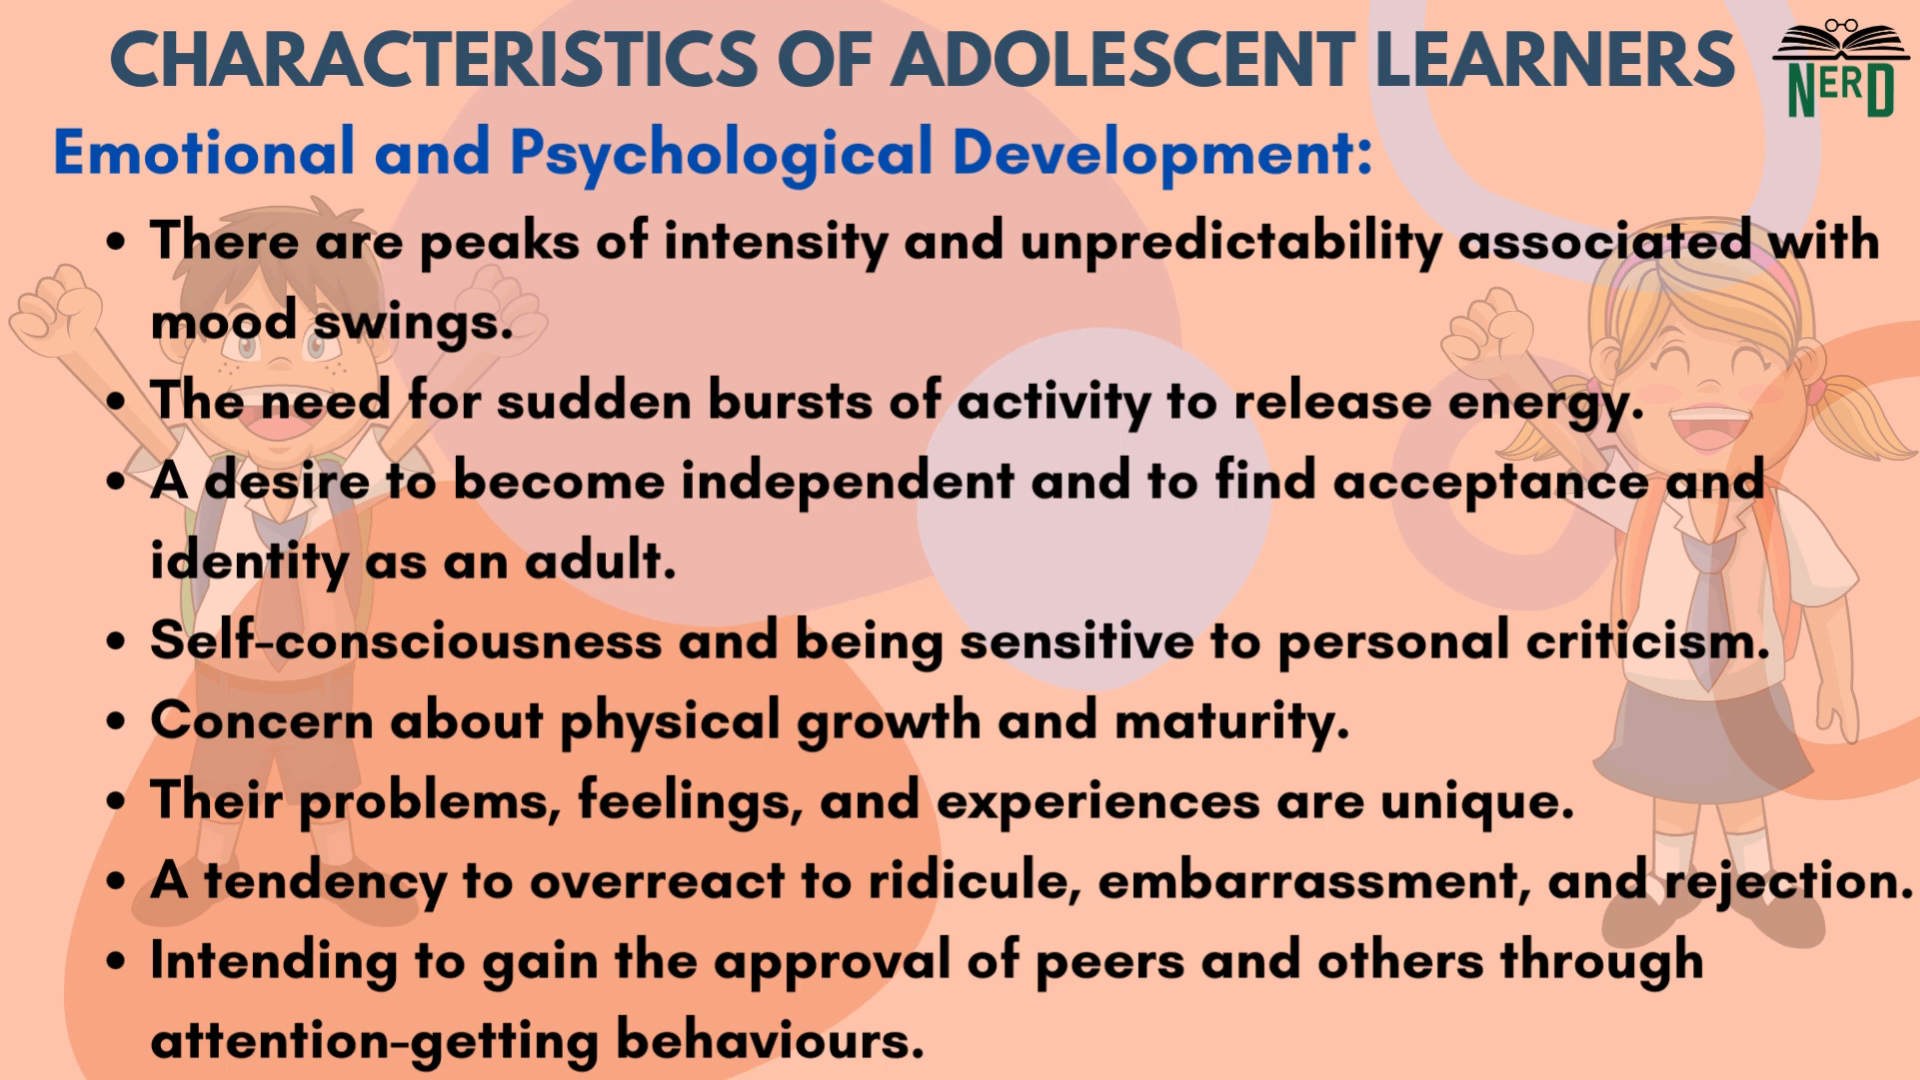 CHARACTERISTICS OF ADOLESCENT LEARNERS
NERD
Emotional and Psychological Development:
• There are peaks of intensity and unpredictability associated with
mood swings.
• The need for sudden bursts of activity to release energy.
• A desire to become independent and to find acceptance and
identity as an adult.
• Self-consciousness and being sensitive to personal criticism.
• Concern about physical growth and maturity.
• Their problems, feelings, and experiences are unique.
• A tendency to overreact to ridicule, embarrassment, and rejection.
• Intending to gain the approval of peers and others through
attention-getting behaviours.